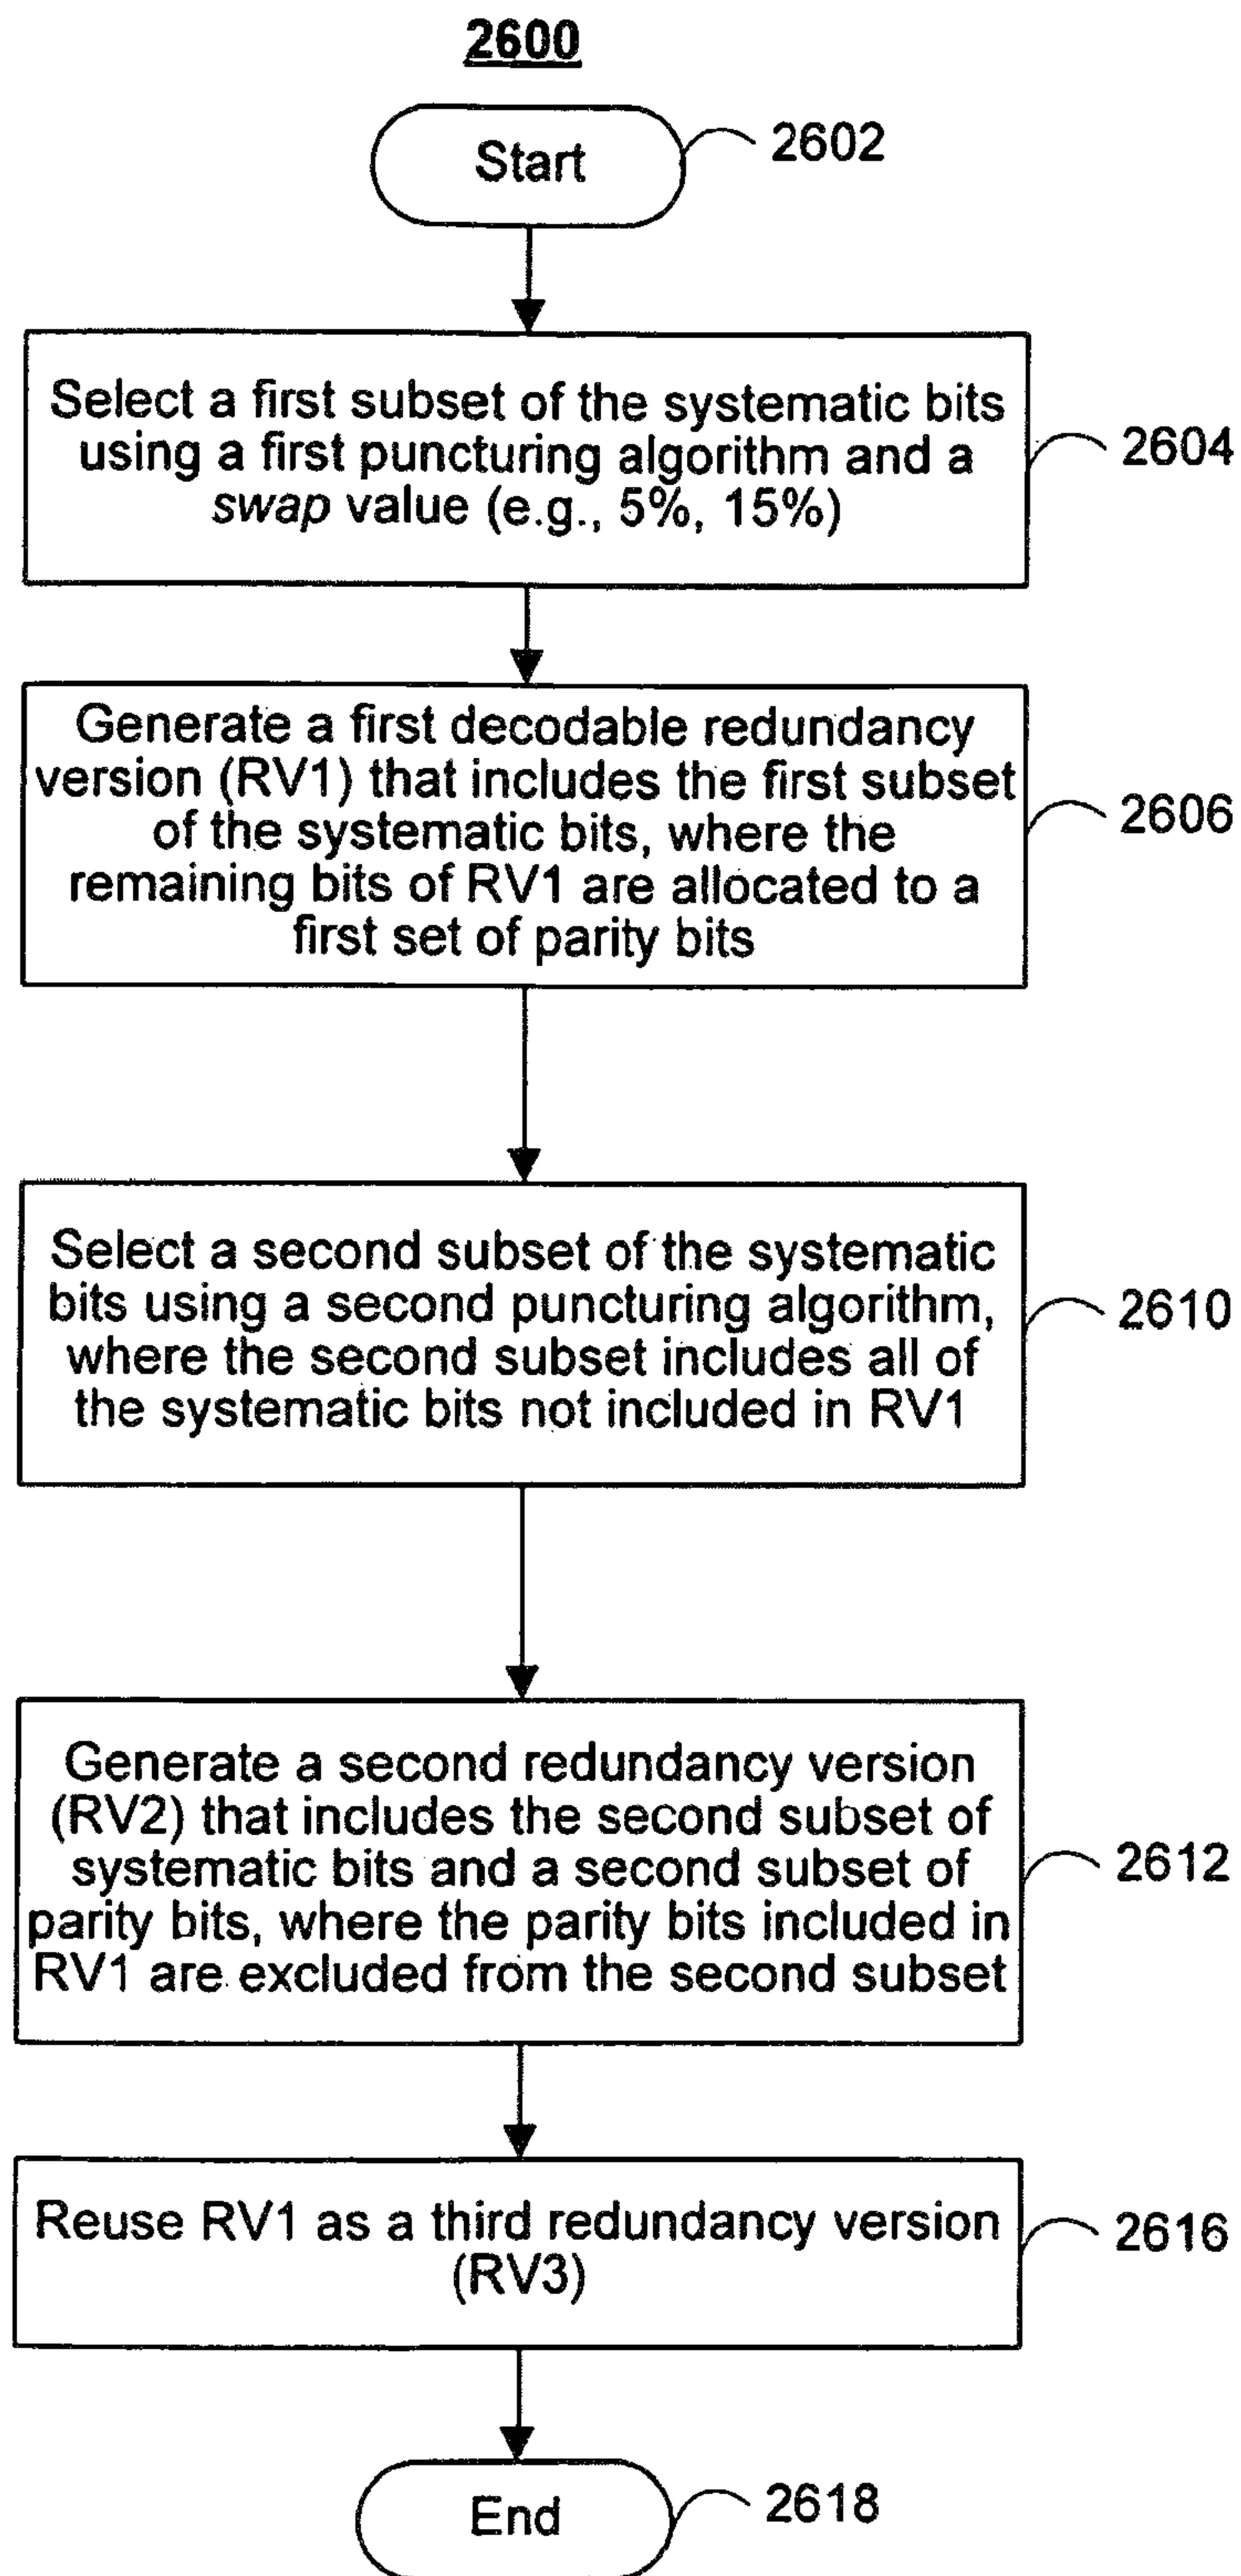 2600
Start
2602
Select a first subset of the systematic bits
using a first puncturing algorithm and a
swap value (e.g., 5%, 15%)
2604
Generate a first decodable redundancy
version (RV1) that includes the first subset
of the systematic bits, where the
remaining bits of RV1 are allocated to a
first set of parity bits
2606
Select a second subset of the systematic
bits using a second puncturing algorithm,
where the second subset includes all of
the systematic bits not included in RV1
2610
Generate a second redundancy version
(RV2) that includes the second subset of
systematic bits and a second subset of
parity bits, where the parity bits included in
RV1 are excluded from the second subset
2612
Reuse RV1 as a third redundancy version
(RV3)
2616
End
2618